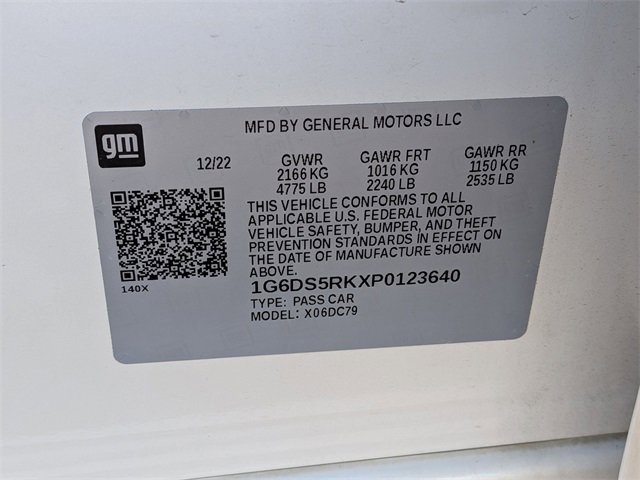 gm
MFD BY GENERAL MOTORS LLC
12/22 GVWR GAWR FRT GAWR RR
2166 KG 1016 KG 1150 KG
4775 LB 2240 LB 2535 LB
THIS VEHICLE CONFORMS TO ALL
APPLICABLE U.S. FEDERAL MOTOR
VEHICLE SAFETY, BUMPER, AND THEFT
PREVENTION STANDARDS IN EFFECT ON
THE DATE OF MANUFACTURE SHOWN
ABOVE.
140X
1G6DS5RKXP0123640
TYPE: PASS CAR
MODEL: X06DC79